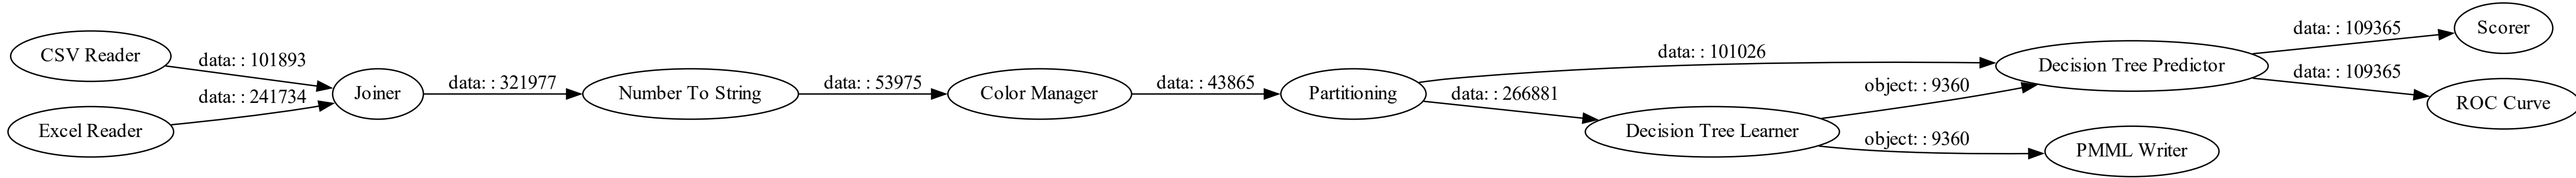 CSV Reader
Excel Reader
data: : 101893
data: : 241734
Joiner
data: : 321977
Number To String
data: : 53975
Color Manager
data: : 43865
Partitioning
data: : 101026
data: : 266881
Decision Tree Learner
object: : 9360
object: : 9360
Decision Tree Predictor
PMML Writer
data: : 109365
data: : 109365
Scorer
ROC Curve